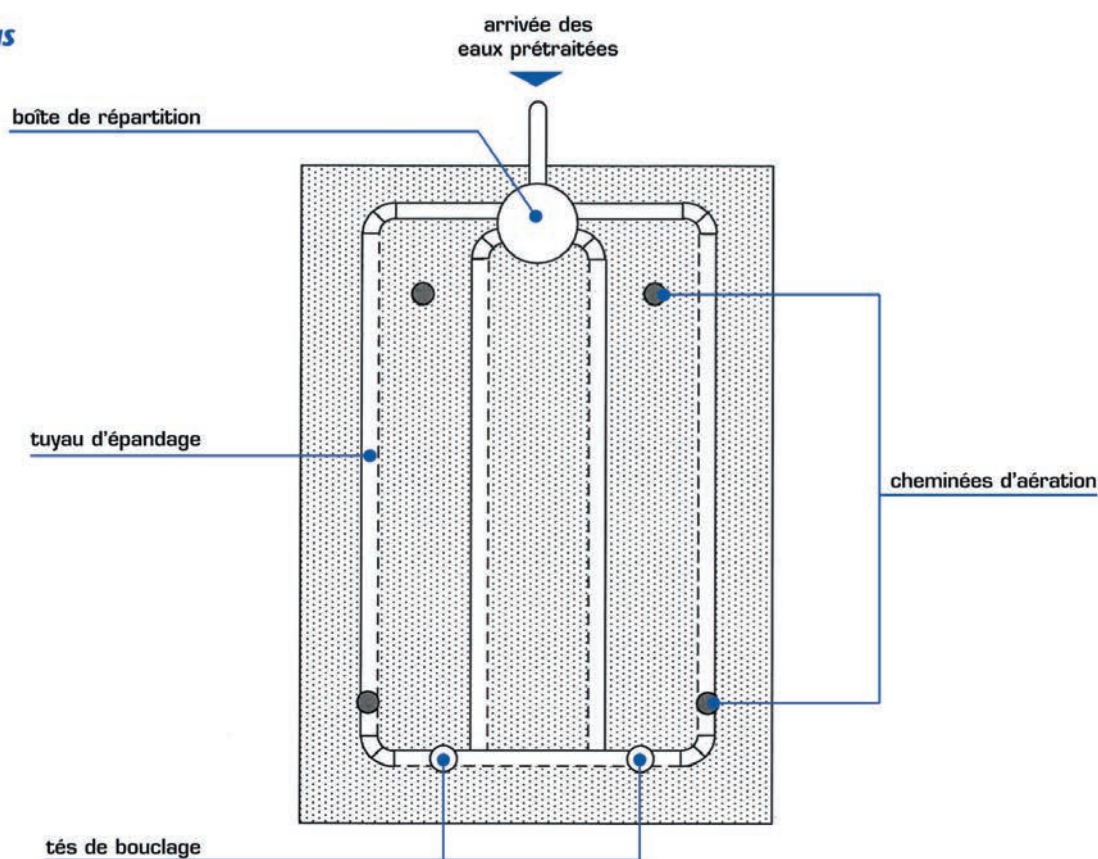 arrivée des
eaux prétraitées
boîte de répartition
tuyau d'épandage
cheminées d'aération
tés de bouclage